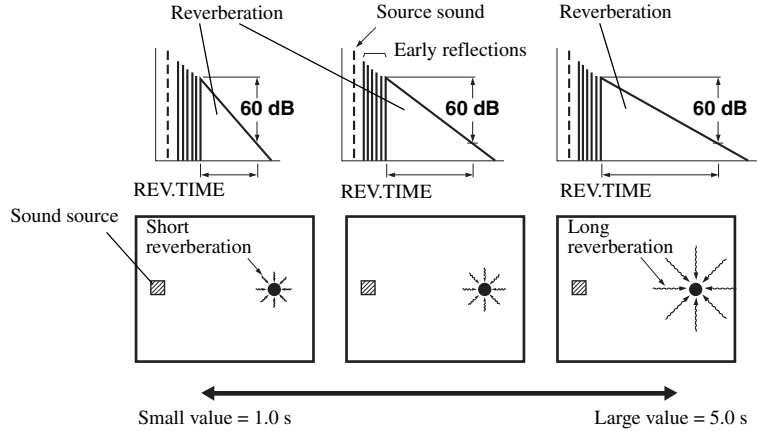 Reverberation
Source sound
Reverberation
Early reflections
60 dB
60 dB
60 dB
REV.TIME
REV.TIME
REV.TIME
Sound source
Short
reverberation
Long
reverberation
Small value = 1.0 s
Large value = 5.0 s